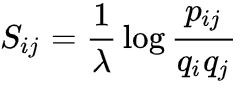 S_{ij} = \frac{1}{\lambda} \log \frac{p_{ij}}{q_i q_j}